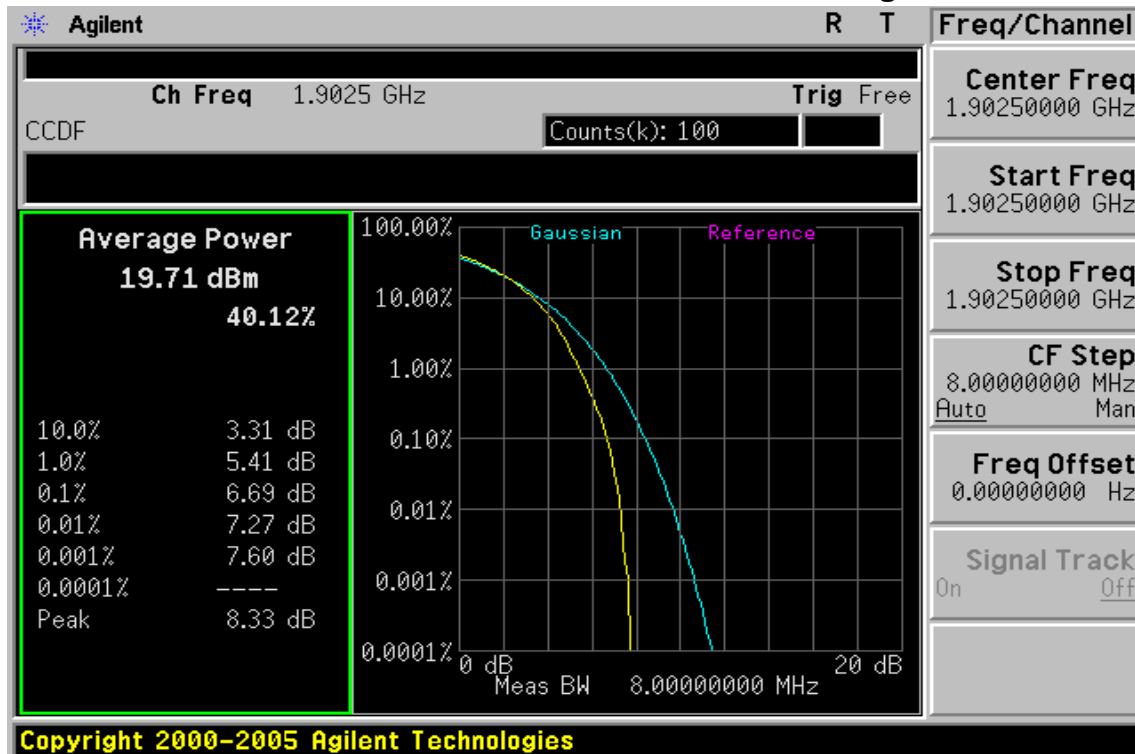 Agilent R T Freq/Channel
Ch Freq 1.9025 GHz Trig Free
CCDF Counts(k): 100
Average Power
19.71 dBm
40.12%
10.0% 3.31 dB
1.0% 5.41 dB
0.1% 6.69 dB
0.01% 7.27 dB
0.001% 7.60 dB
0.0001% ----
Peak 8.33 dB
Gaussian Reference
100.00%
10.00%
1.00%
0.10%
0.01%
0.001%
0.0001%
0 dB 20 dB
Meas BW 8.00000000 MHz
Center Freq
1.90250000 GHz
Start Freq
1.90250000 GHz
Stop Freq
1.90250000 GHz
CF Step
8.00000000 MHz
Auto Man
Freq Offset
0.00000000 Hz
Signal Track
On Off
Copyright 2000-2005 Agilent Technologies